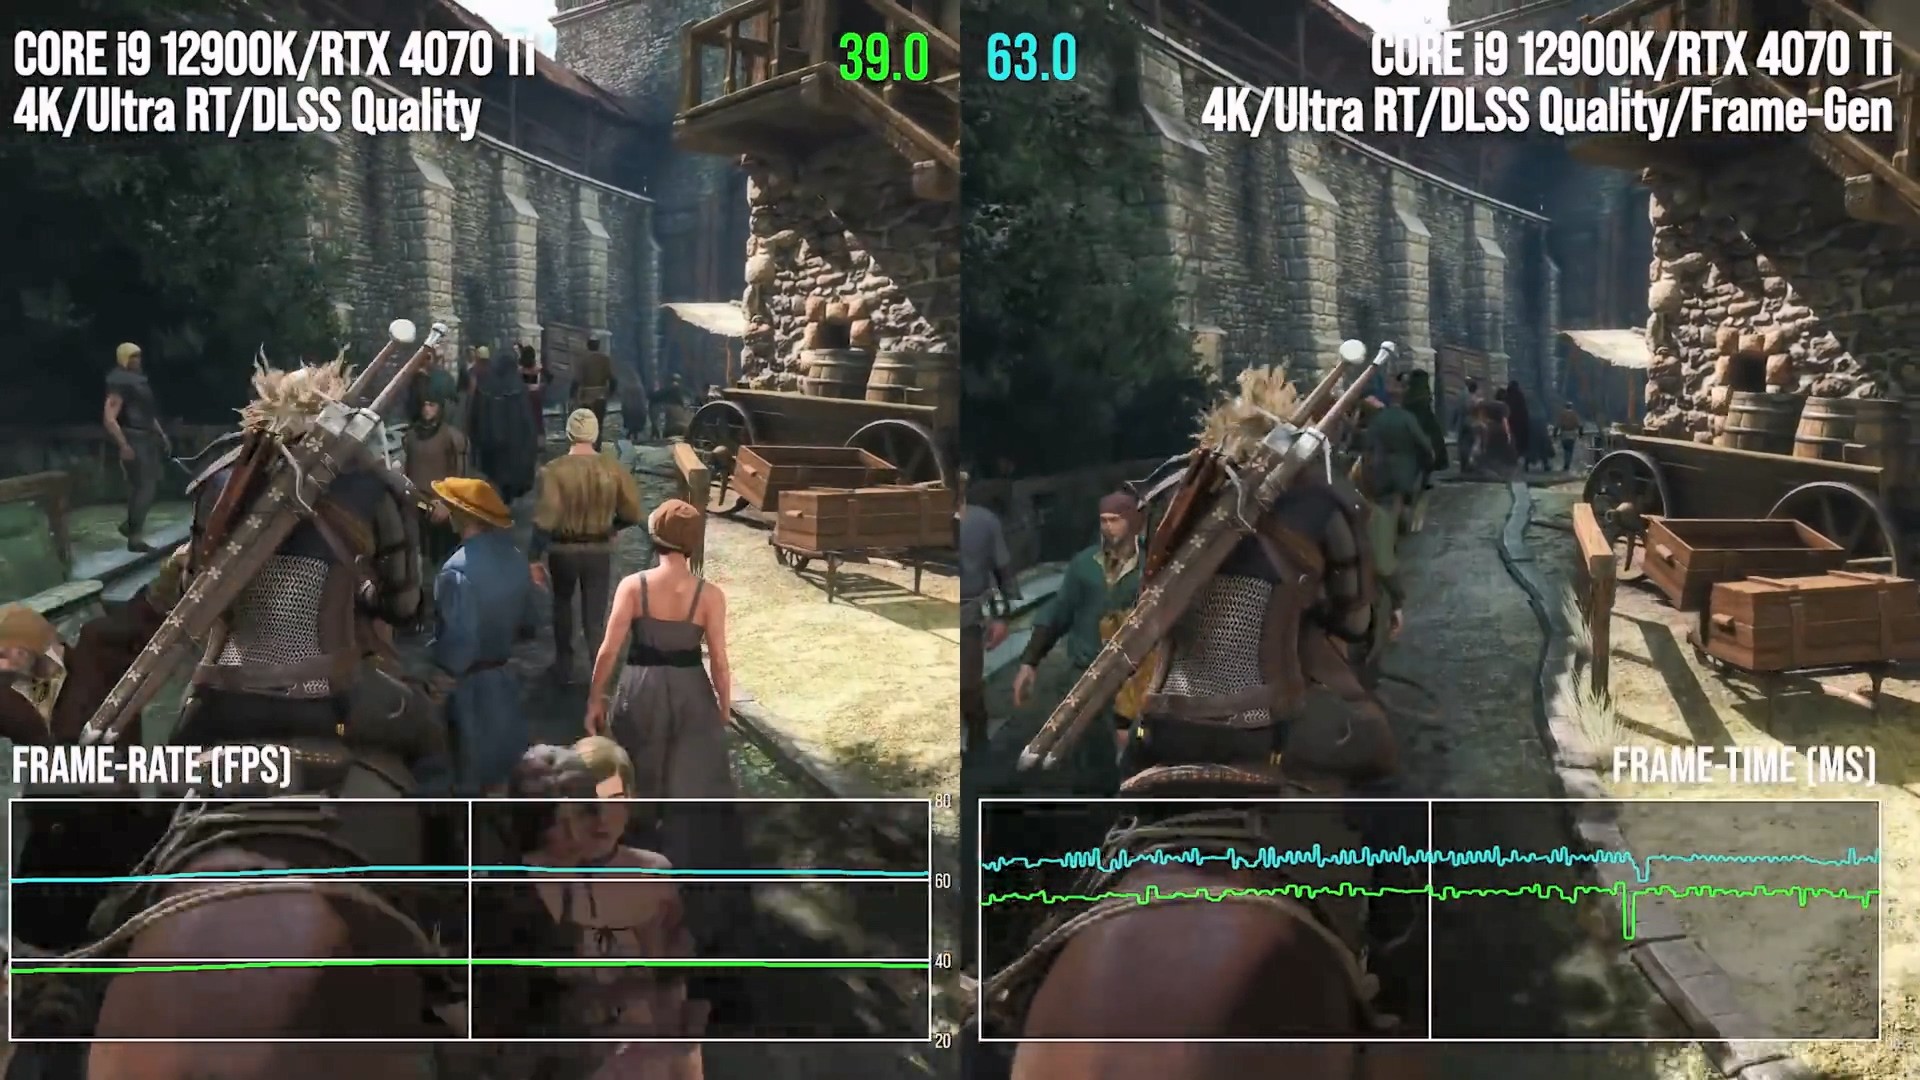 CORE i9 12900K/RTX 4070 Ti
4K/Ultra RT/DLSS Quality
39.0
63.0
CORE i9 12900K/RTX 4070 Ti
4K/Ultra RT/DLSS Quality/Frame-Gen
FRAME-RATE (FPS)
80
60
40
20
FRAME-TIME (MS)